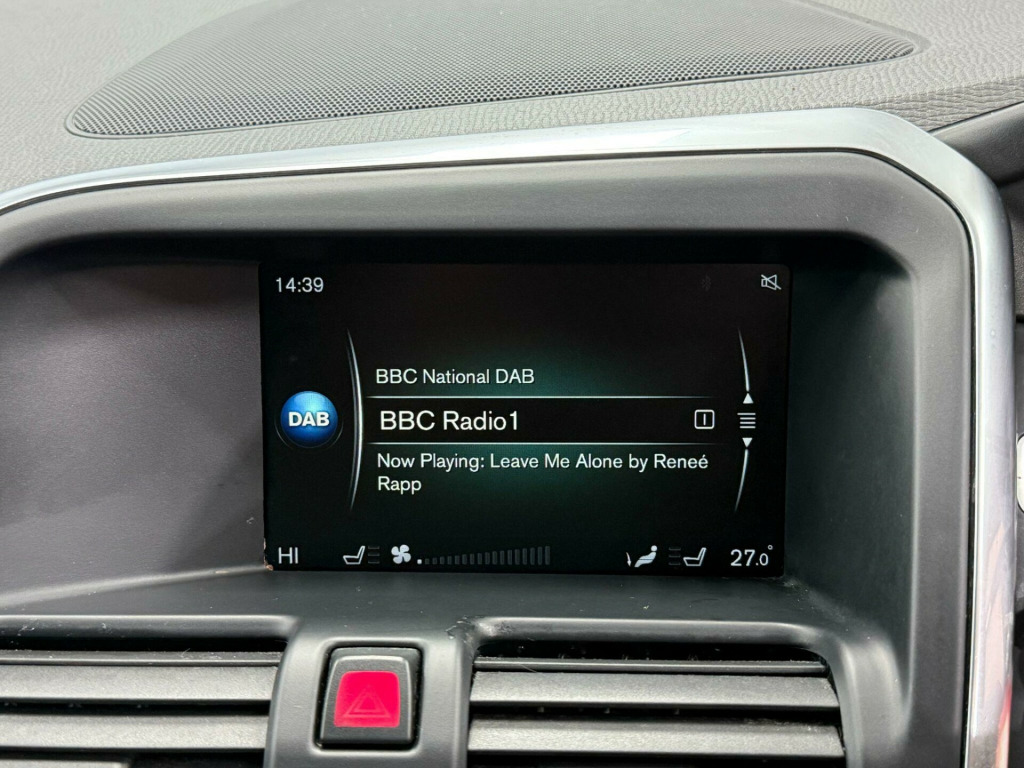 14:39
BBC National DAB
DAB
BBC Radio1
Now Playing: Leave Me Alone by Reneé
Rapp
HI
27.0°